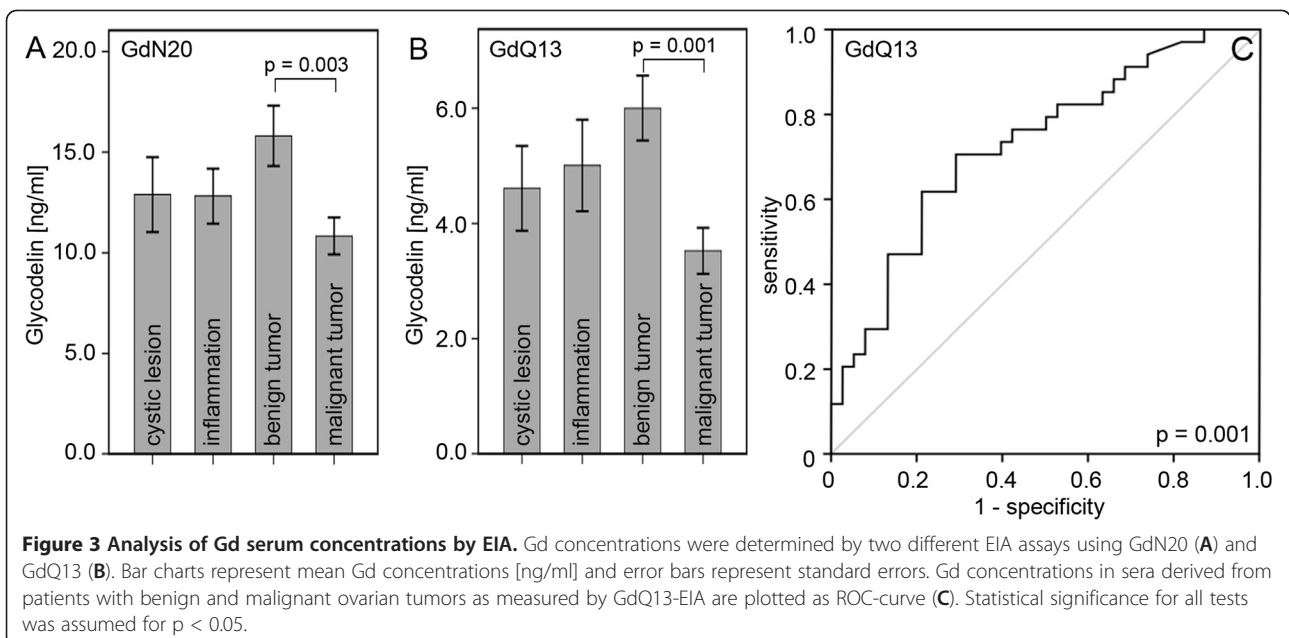 A
GdN20
20.0
15.0
10.0
5.0
0.0
Glycodelin [ng/ml]
p = 0.003
cystic lesion
inflammation
benign tumor
malignant tumor
B
GdQ13
6.0
4.0
2.0
0.0
Glycodelin [ng/ml]
p = 0.001
cystic lesion
inflammation
benign tumor
malignant tumor
GdQ13
C
1.0
0.8
0.6
0.4
0.2
0
sensitivity
p = 0.001
0 0.2 0.4 0.6 0.8 1.0
1 - specificity
Figure 3 Analysis of Gd serum concentrations by EIA. Gd concentrations were determined by two different EIA assays using GdN20 (A) and
GdQ13 (B). Bar charts represent mean Gd concentrations [ng/ml] and error bars represent standard errors. Gd concentrations in sera derived from
patients with benign and malignant ovarian tumors as measured by GdQ13-EIA are plotted as ROC-curve (C). Statistical significance for all tests
was assumed for p < 0.05.